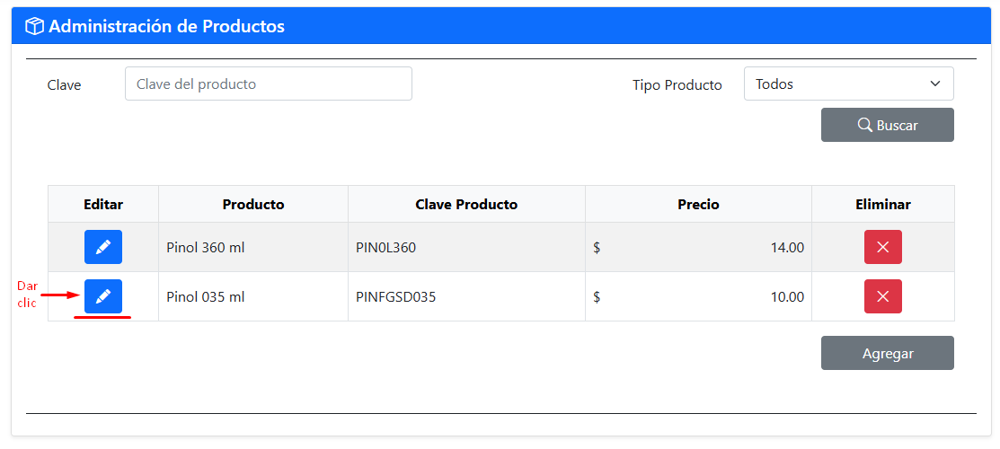 Administración de Productos
Clave Clave del producto Tipo Producto Todos
Buscar
Editar Producto Clave Producto Precio Eliminar
Pinol 360 ml PIN0L360 $ 14.00
Dar
clic
Pinol 035 ml PINFGSD035 $ 10.00
Agregar